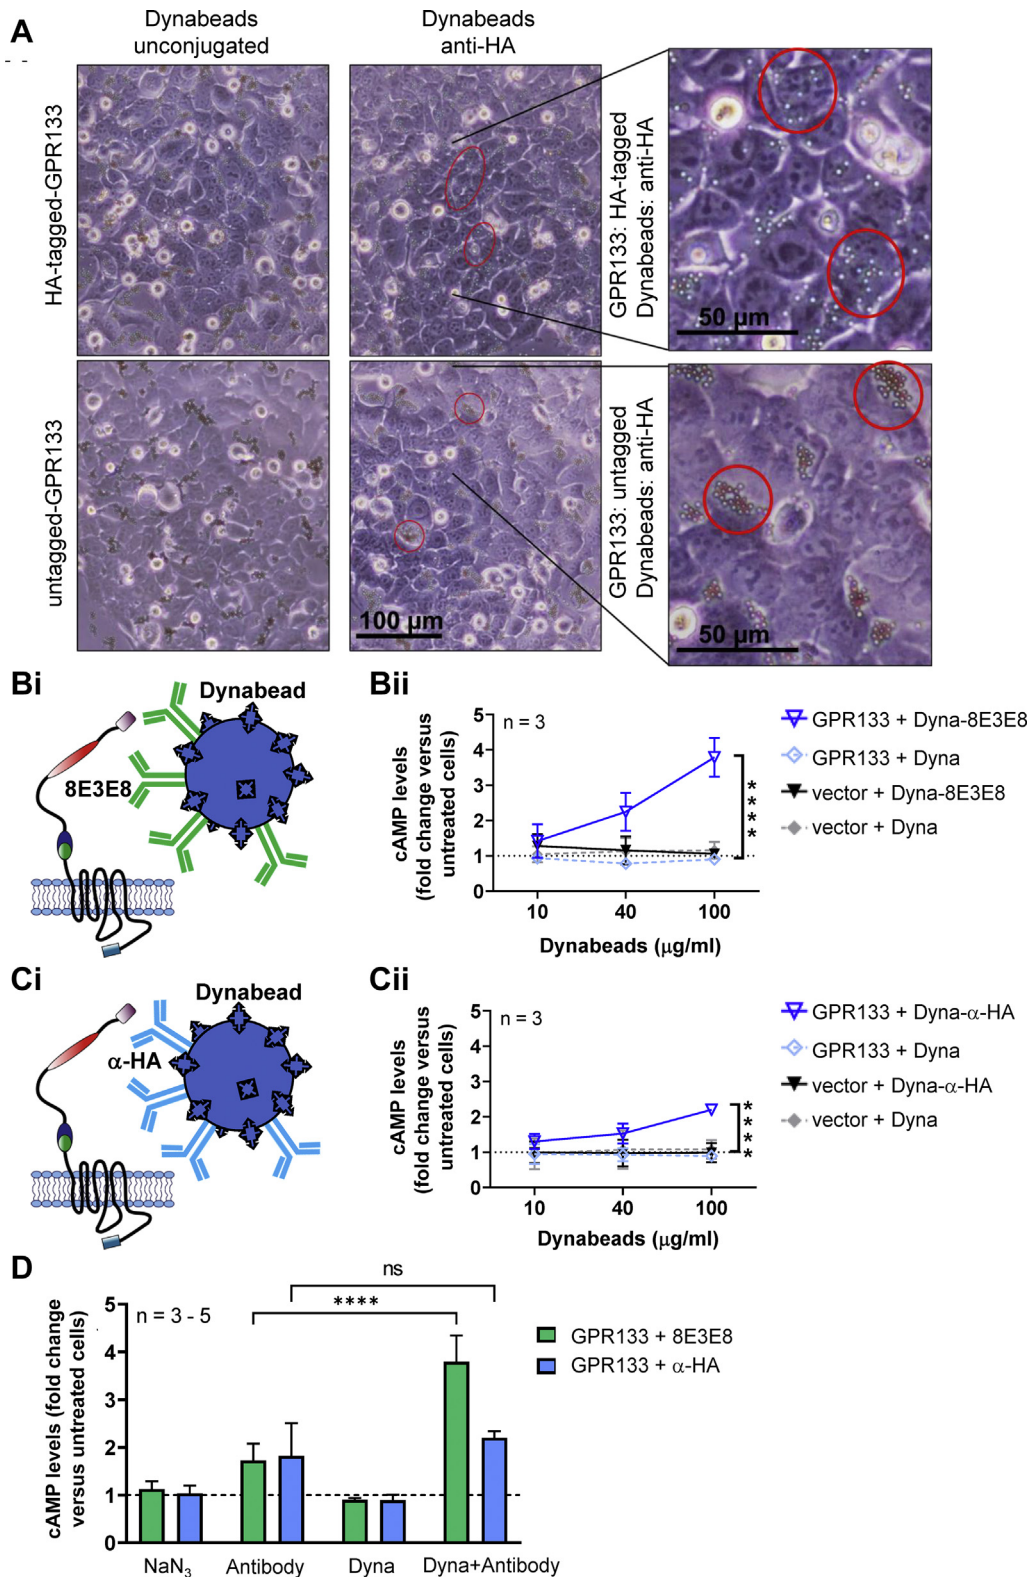 A
Dynabeads
unconjugated
Dynabeads
anti-HA
HA-tagged-GPR133
GPR133: HA-tagged
Dynabeads: anti-HA
50 µm
untagged-GPR133
100 µm
GPR133: untagged
Dynabeads: anti-HA
50 µm
Bi
Dynabead
8E3E8
Bii
cAMP levels
(fold change versus
untreated cells)
n = 3
5
4
3
2
1
0
10
40
100
Dynabeads (µg/ml)
****
GPR133 + Dyna-8E3E8
GPR133 + Dyna
vector + Dyna-8E3E8
vector + Dyna
Ci
Dynabead
α-HA
Cii
cAMP levels
(fold change versus
untreated cells)
n = 3
5
4
3
2
1
0
10
40
100
Dynabeads (µg/ml)
****
GPR133 + Dyna-α-HA
GPR133 + Dyna
vector + Dyna-α-HA
vector + Dyna
D
cAMP levels (fold change
versus untreated cells)
n = 3 - 5
ns
****
5
4
3
2
1
0
NaN₃
Antibody
Dyna
Dyna+Antibody
GPR133 + 8E3E8
GPR133 + α-HA